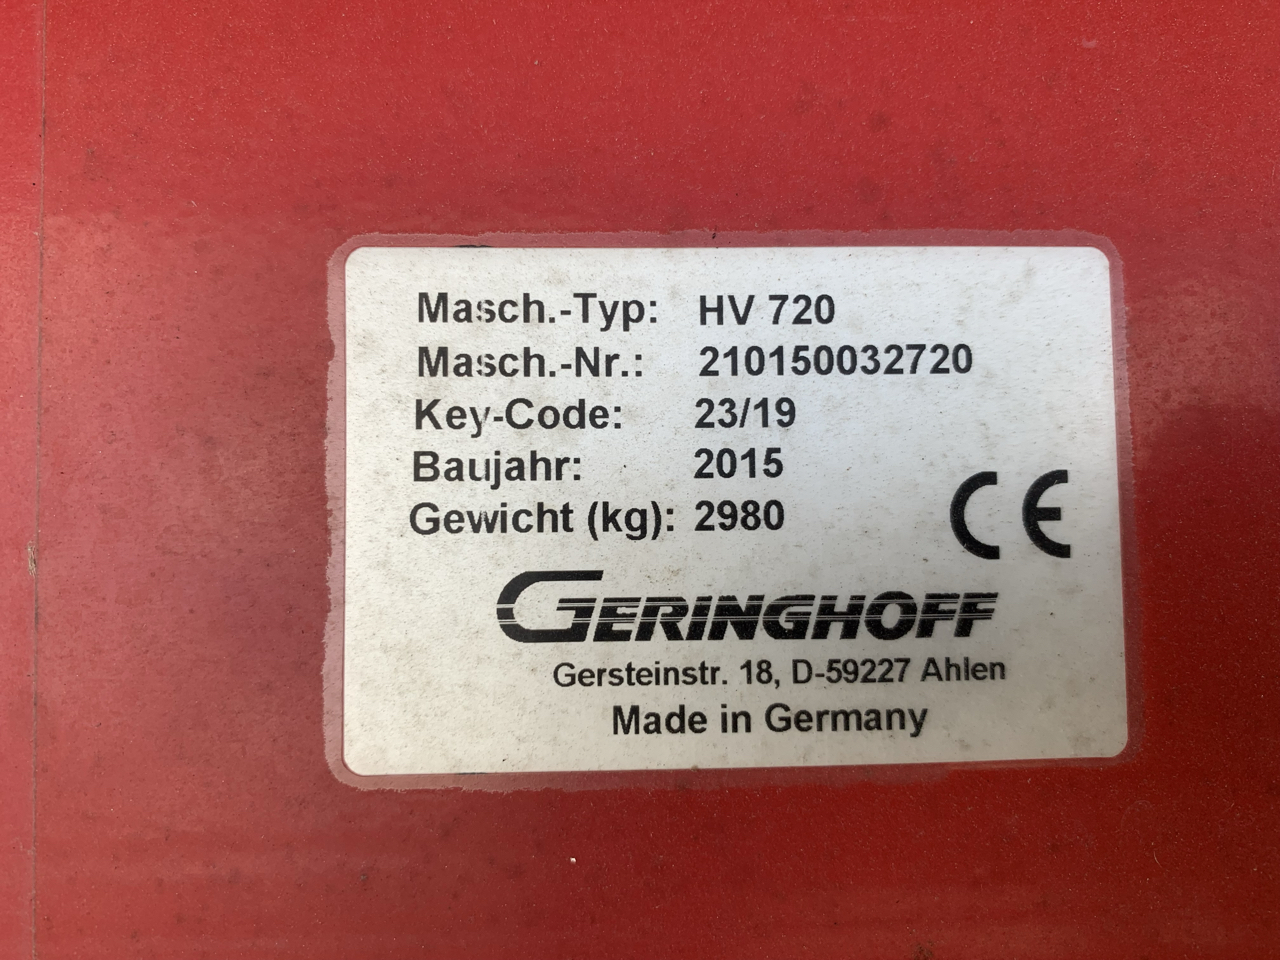 Masch.-Typ: HV 720
Masch.-Nr.: 210150032720
Key-Code: 23/19
Baujahr: 2015
Gewicht (kg): 2980
CE
GERINGHOFF
Gersteinstr. 18, D-59227 Ahlen
Made in Germany